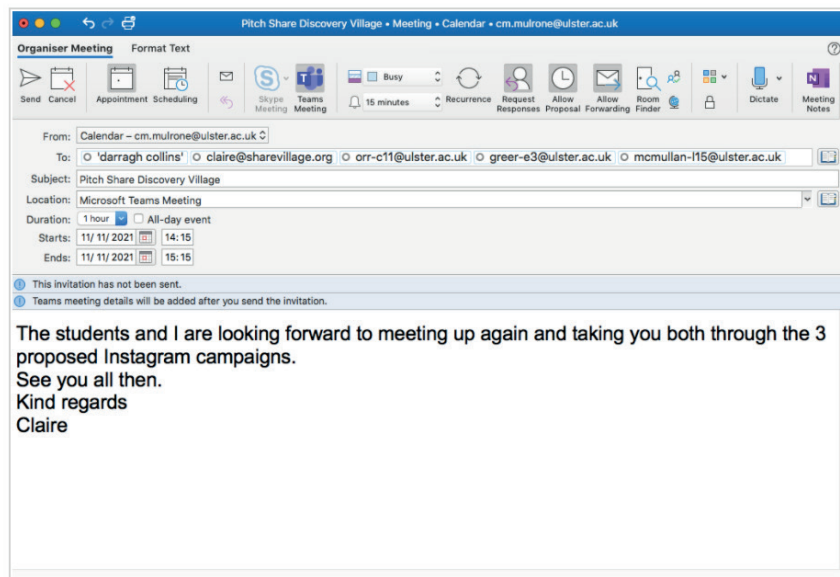 Pitch Share Discovery Village • Meeting • Calendar • cm.mulrone@ulster.ac.uk
Organiser Meeting Format Text
Send Cancel Appointment Scheduling Skype Meeting Teams Meeting Busy 15 minutes Recurrence Request Responses Allow Proposal Allow Forwarding Room Finder Dictate Meeting Notes
From: Calendar – cm.mulrone@ulster.ac.uk
To: 'darragh collins' claire@sharevillage.org orr-c11@ulster.ac.uk greer-e3@ulster.ac.uk mcmullan-l15@ulster.ac.uk
Subject: Pitch Share Discovery Village
Location: Microsoft Teams Meeting
Duration: 1 hour All-day event
Starts: 11/ 11/ 2021 14:15
Ends: 11/ 11/ 2021 15:15
This invitation has not been sent.
Teams meeting details will be added after you send the invitation.
The students and I are looking forward to meeting up again and taking you both through the 3
proposed Instagram campaigns.
See you all then.
Kind regards
Claire